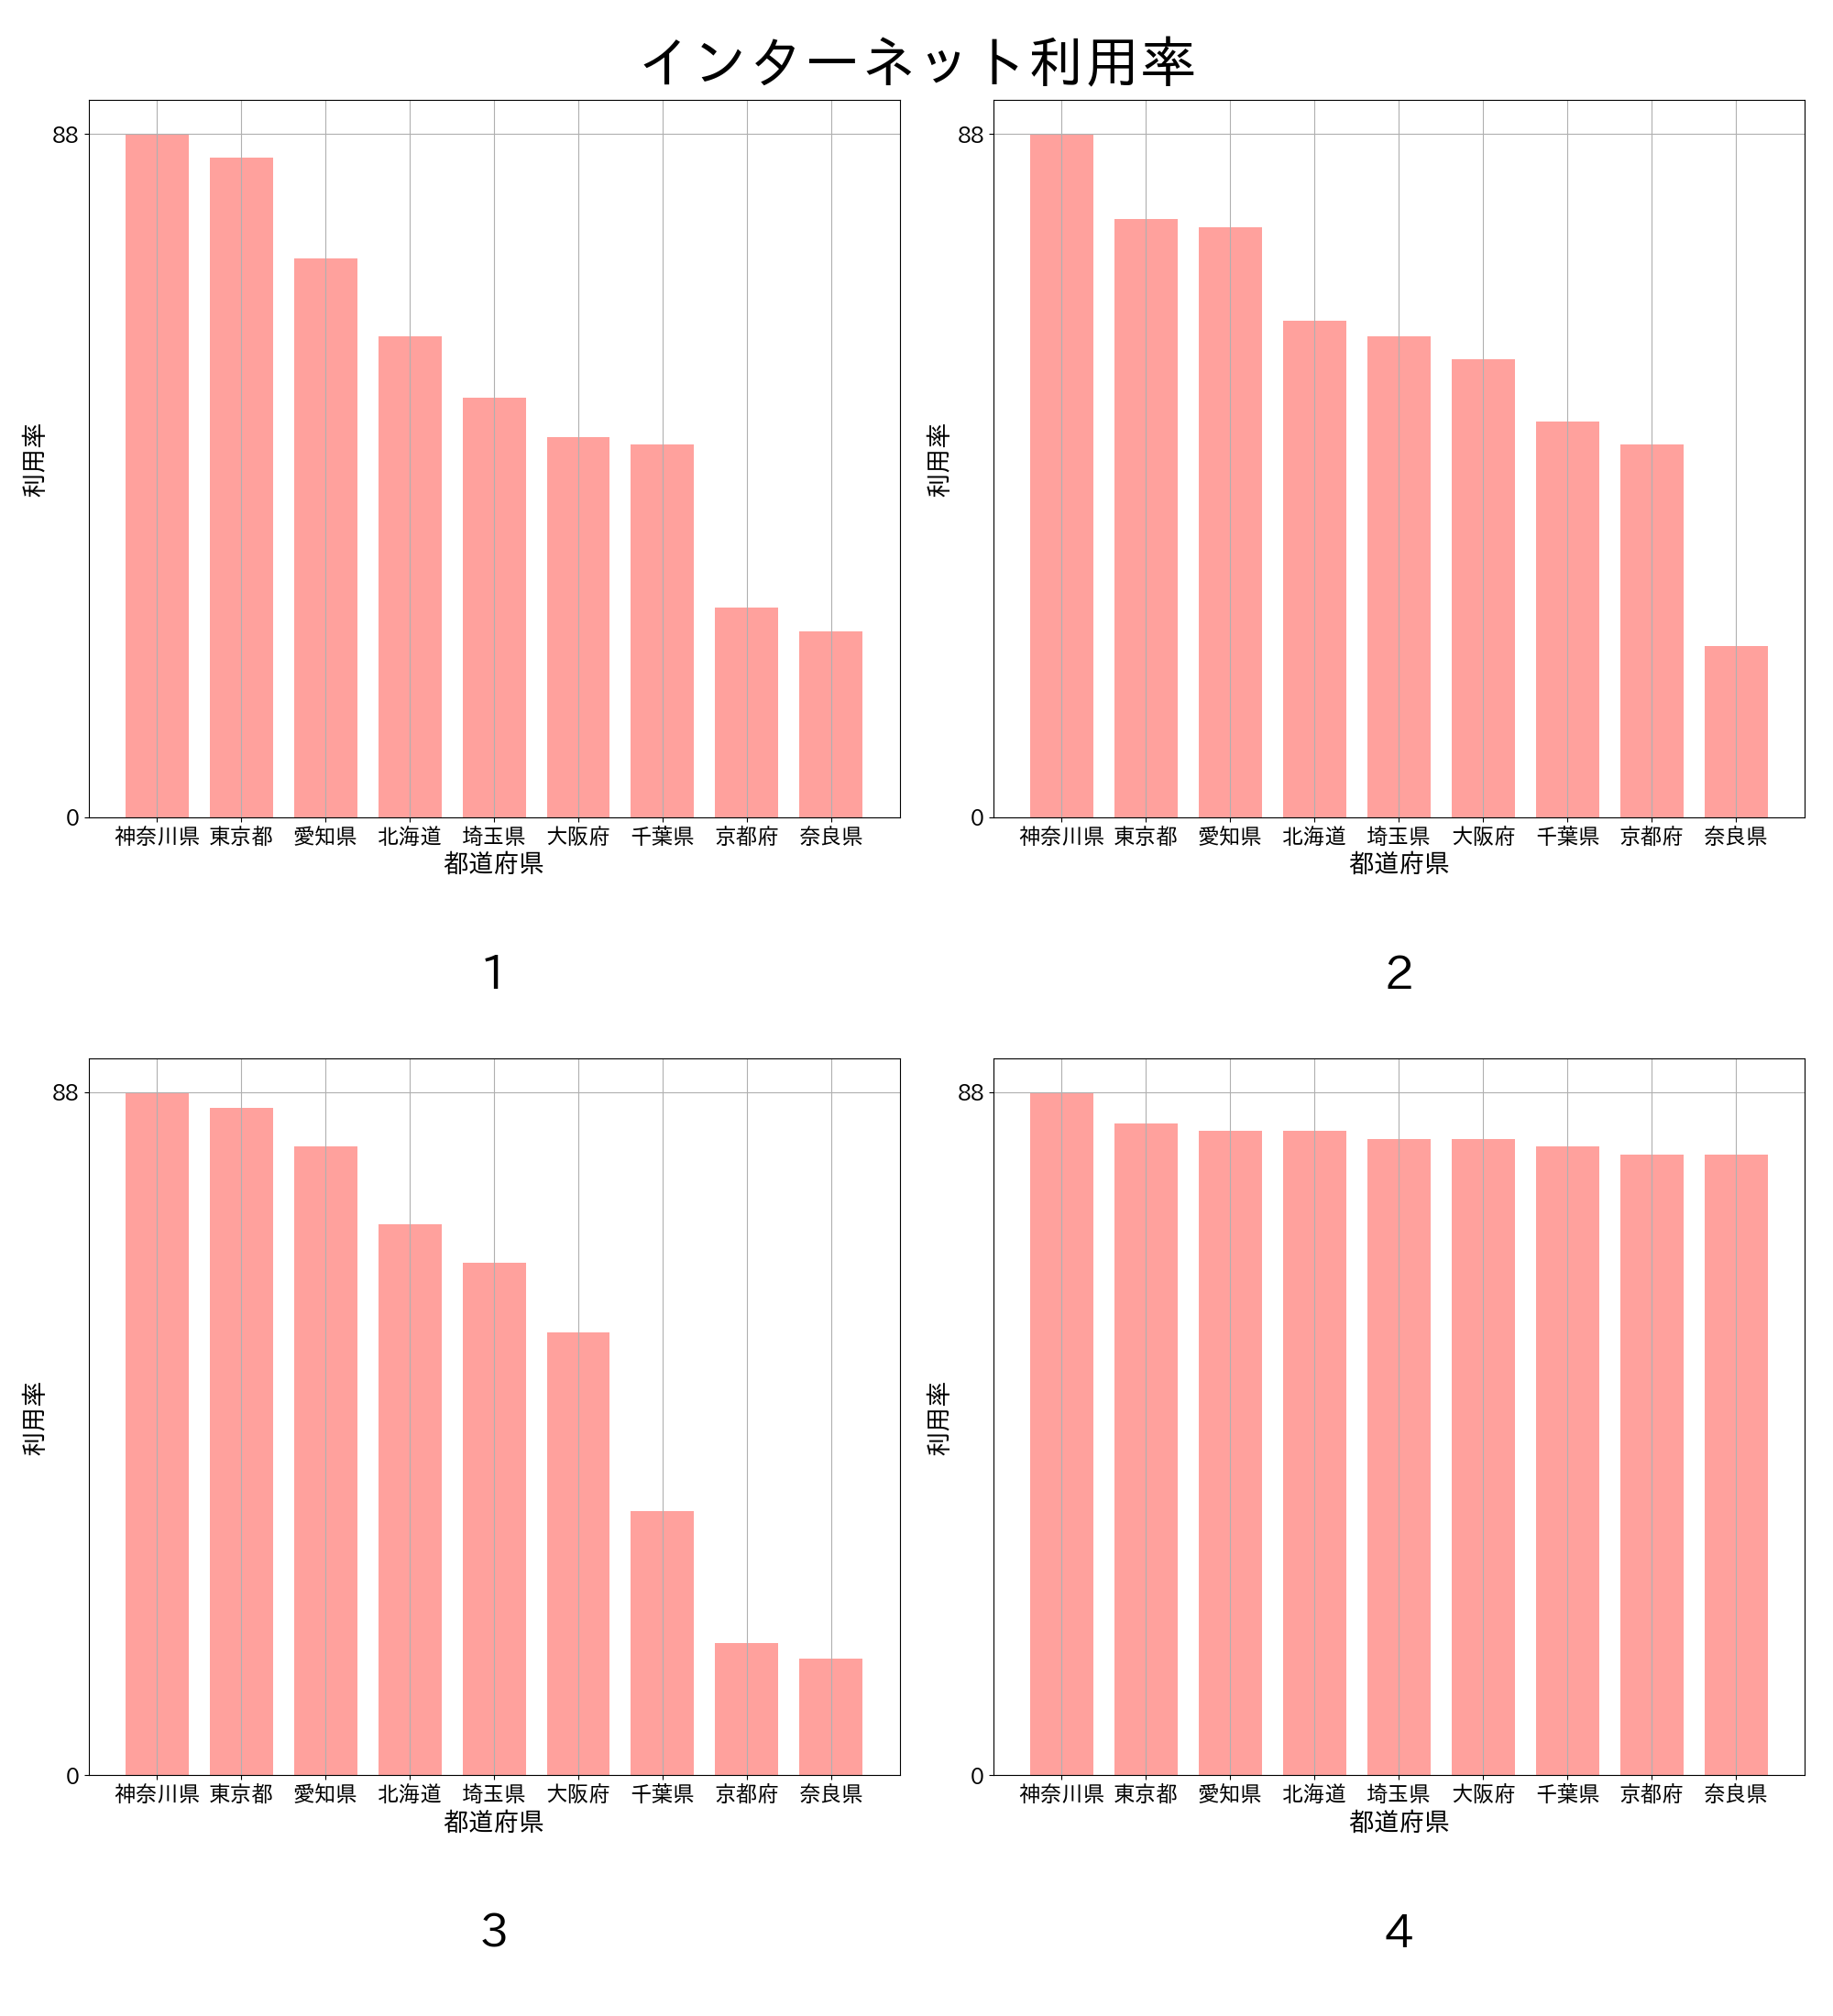 インターネット利用率
88
0
利用率
神奈川県 東京都 愛知県 北海道 埼玉県 大阪府 千葉県 京都府 奈良県
都道府県
1
88
0
利用率
神奈川県 東京都 愛知県 北海道 埼玉県 大阪府 千葉県 京都府 奈良県
都道府県
2
88
0
利用率
神奈川県 東京都 愛知県 北海道 埼玉県 大阪府 千葉県 京都府 奈良県
都道府県
3
88
0
利用率
神奈川県 東京都 愛知県 北海道 埼玉県 大阪府 千葉県 京都府 奈良県
都道府県
4